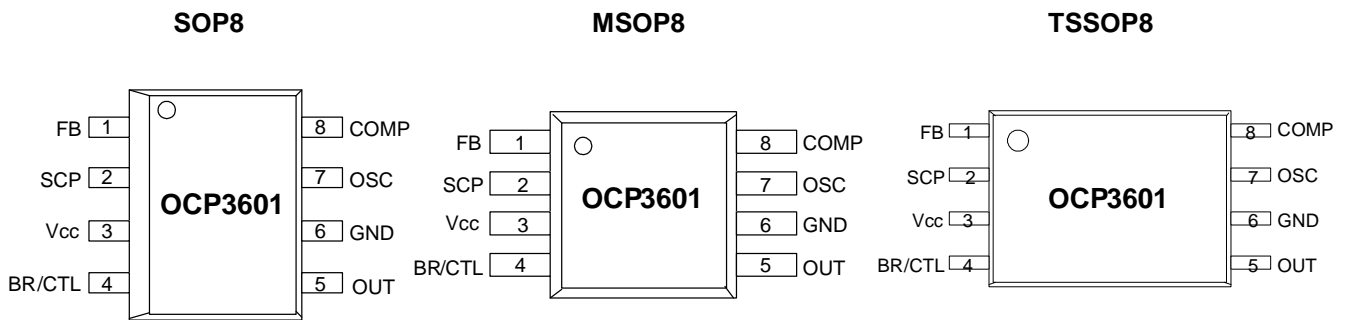 SOP8
FB 1
SCP 2
Vcc 3
BR/CTL 4
OCP3601
8 COMP
7 OSC
6 GND
5 OUT
MSOP8
FB 1
SCP 2
Vcc 3
BR/CTL 4
OCP3601
8 COMP
7 OSC
6 GND
5 OUT
TSSOP8
FB 1
SCP 2
Vcc 3
BR/CTL 4
OCP3601
8 COMP
7 OSC
6 GND
5 OUT